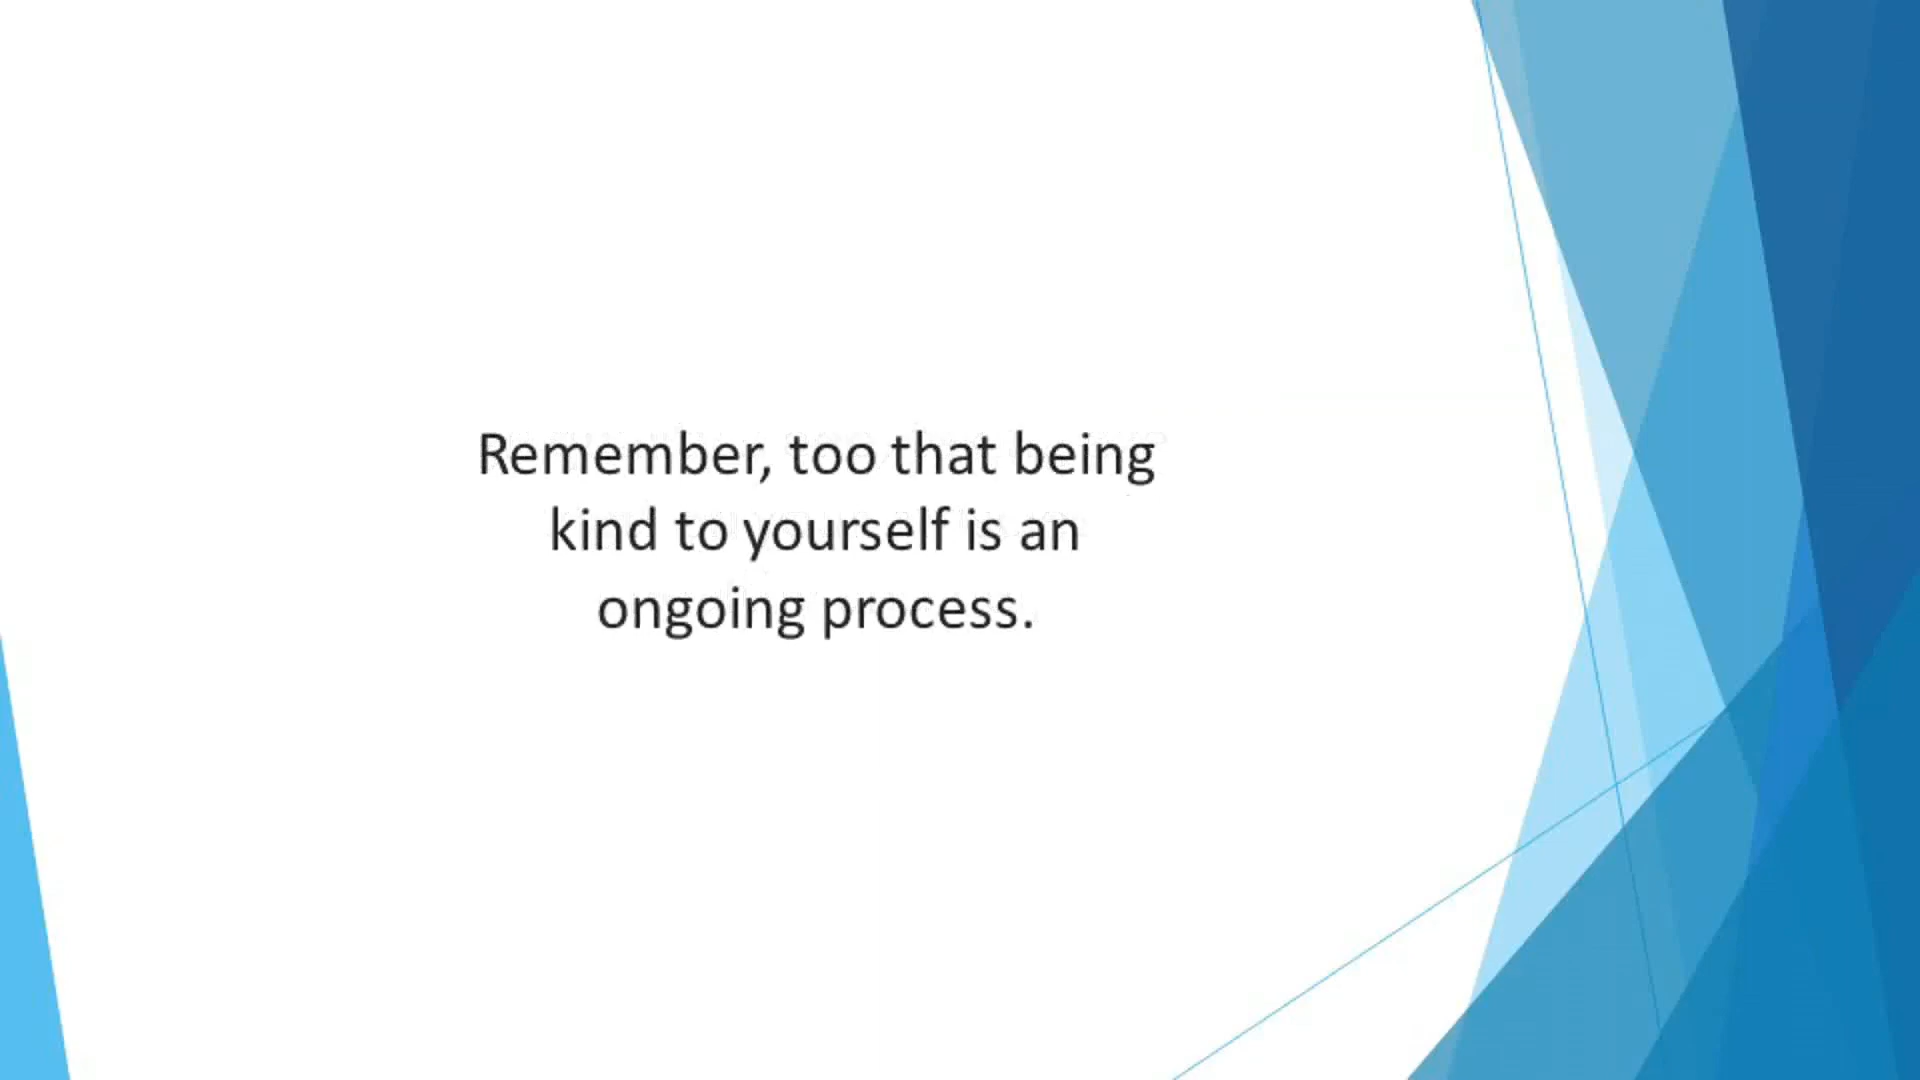 Remember, too that being
kind to yourself is an
ongoing process.